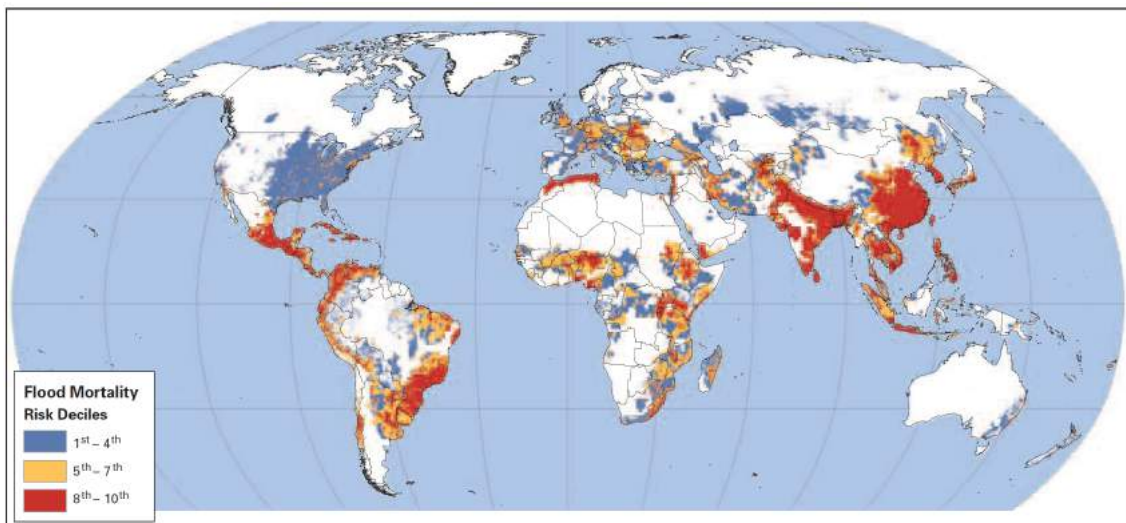 Flood Mortality
Risk Deciles
1st – 4th
5th – 7th
8th – 10th